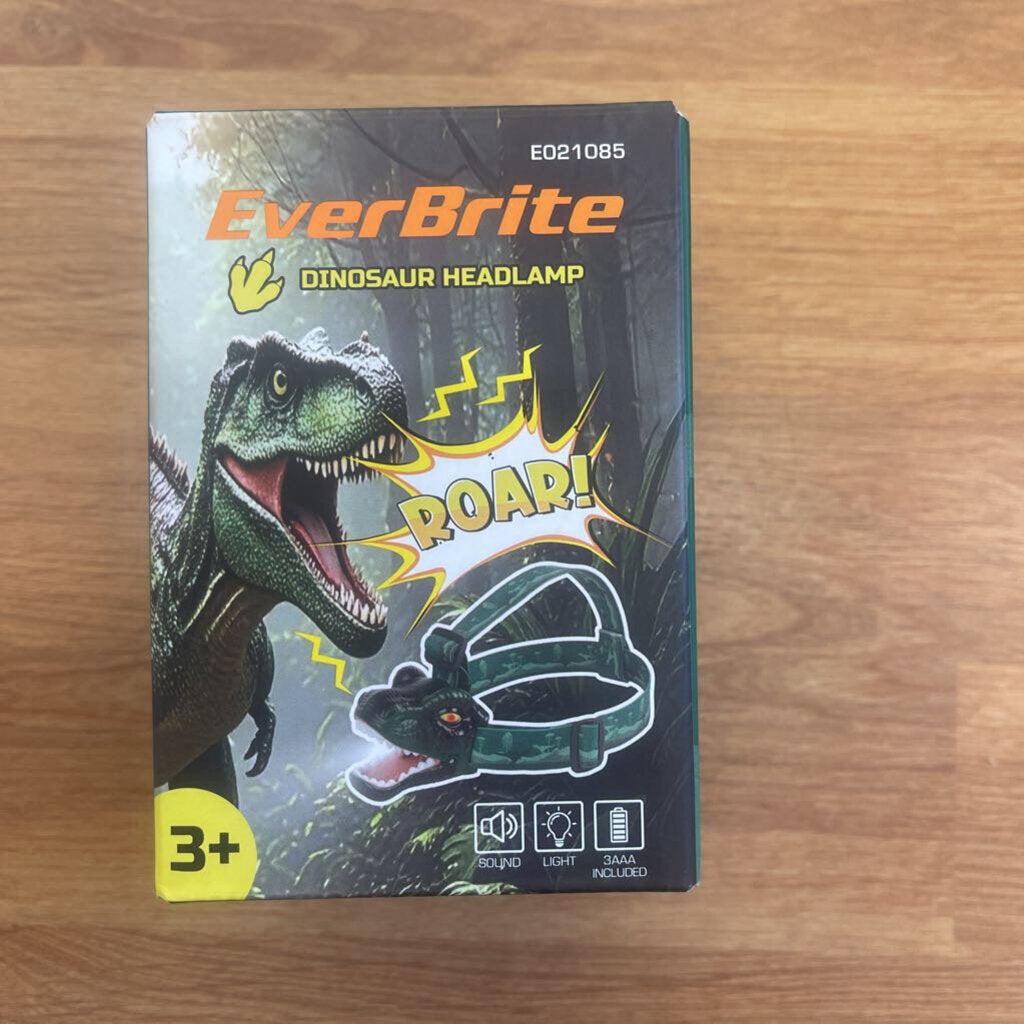 E021085
EverBrite
DINOSAUR HEADLAMP
ROAR!
3+
SOUND
LIGHT
3AAA
INCLUDED